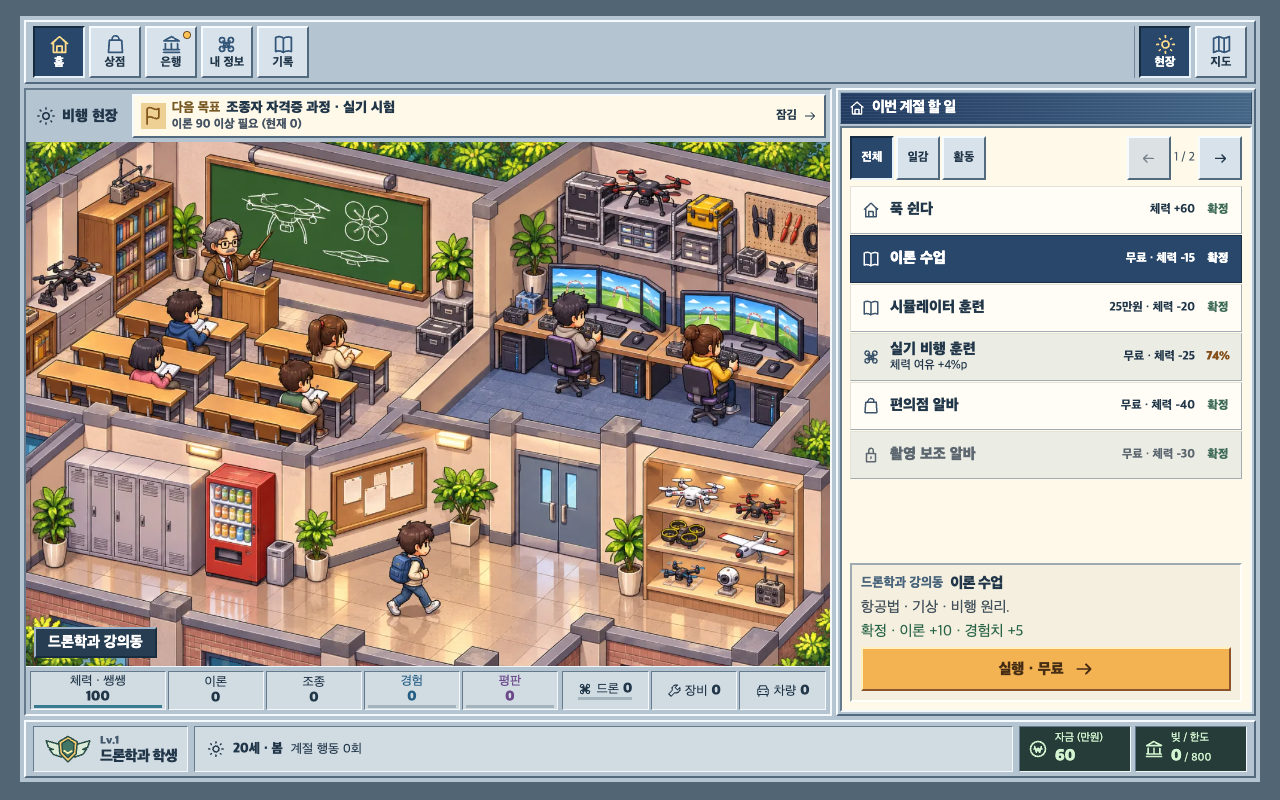 홈
상점
은행
내 정보
기록
현장
지도
비행 현장
다음 목표 조종자 자격증 과정 · 실기 시험
이론 90 이상 필요 (현재 0)
잠김 →
이번 계절 할 일
전체
일감
활동
←
1 / 2
→
푹 쉰다
체력 +60 확정
이론 수업
무료 · 체력 -15 확정
시뮬레이터 훈련
25만원 · 체력 -20 확정
실기 비행 훈련
체력 여유 +4%p
무료 · 체력 -25 74%
편의점 알바
무료 · 체력 -40 확정
촬영 보조 알바
무료 · 체력 -30 확정
드론학과 강의동 이론 수업
항공법 · 기상 · 비행 원리.
확정 · 이론 +10 · 경험치 +5
실행 · 무료 →
드론학과 강의동
체력 · 쌩쌩
100
이론
0
조종
0
경험
0
평판
0
드론 0
장비 0
차량 0
Lv.1
드론학과 학생
20세 · 봄 계절 행동 0회
자금 (만원)
60
빚 / 한도
0 / 800